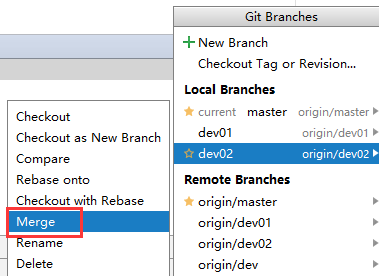 Git Branches
New Branch
Checkout Tag or Revision...
Local Branches
current master origin/master
dev01 origin/dev01
dev02 origin/dev02
Remote Branches
origin/master
origin/dev01
origin/dev02
origin/dev
Checkout
Checkout as New Branch
Compare
Rebase onto
Checkout with Rebase
Merge
Rename
Delete